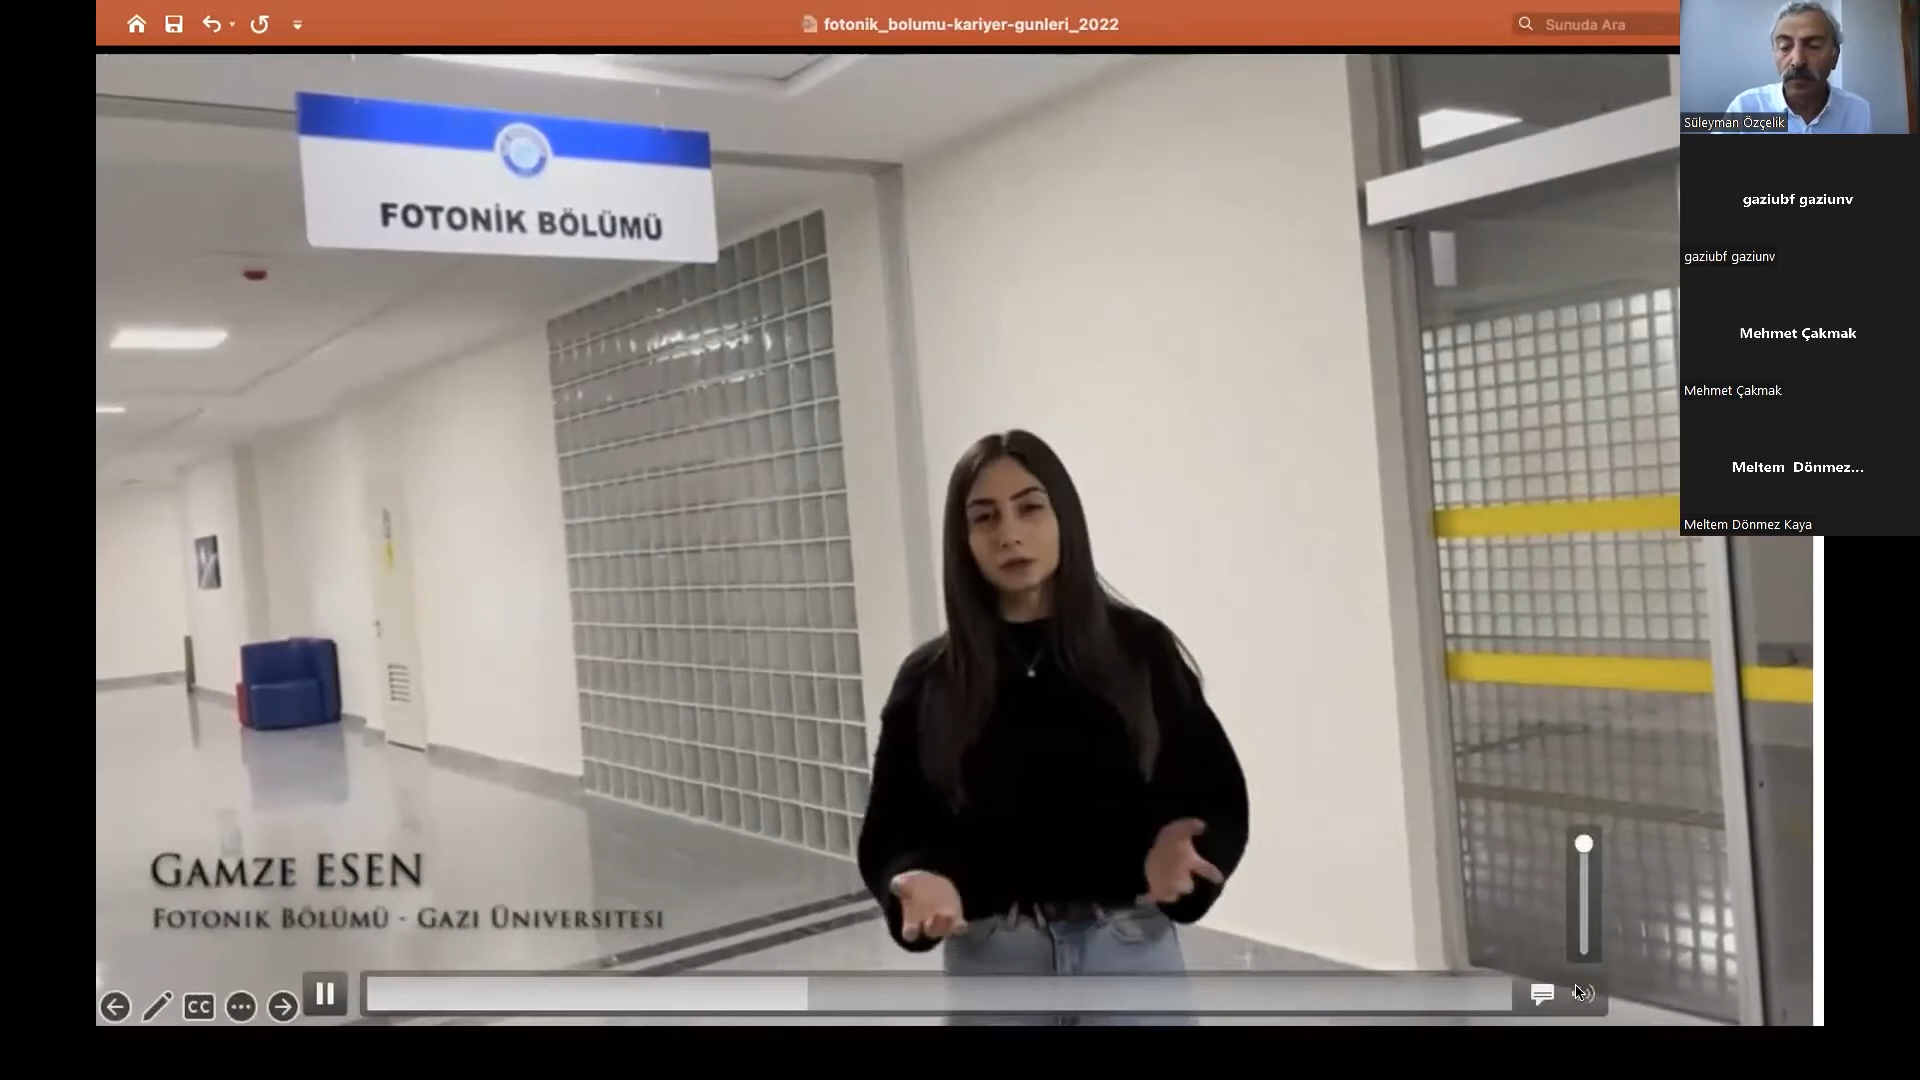 fotonik_bolumu-kariyer-gunleri_2022
Sunuda Ara
Süleyman Özçelik
gaziubf gaziunv
gaziubf gaziunv
Mehmet Çakmak
Mehmet Çakmak
Meltem Dönmez...
Meltem Dönmez Kaya
FOTONİK BÖLÜMÜ
GAMZE ESEN
FOTONIK BÖLÜMÜ - GAZI ÜNIVERSITESI
CC